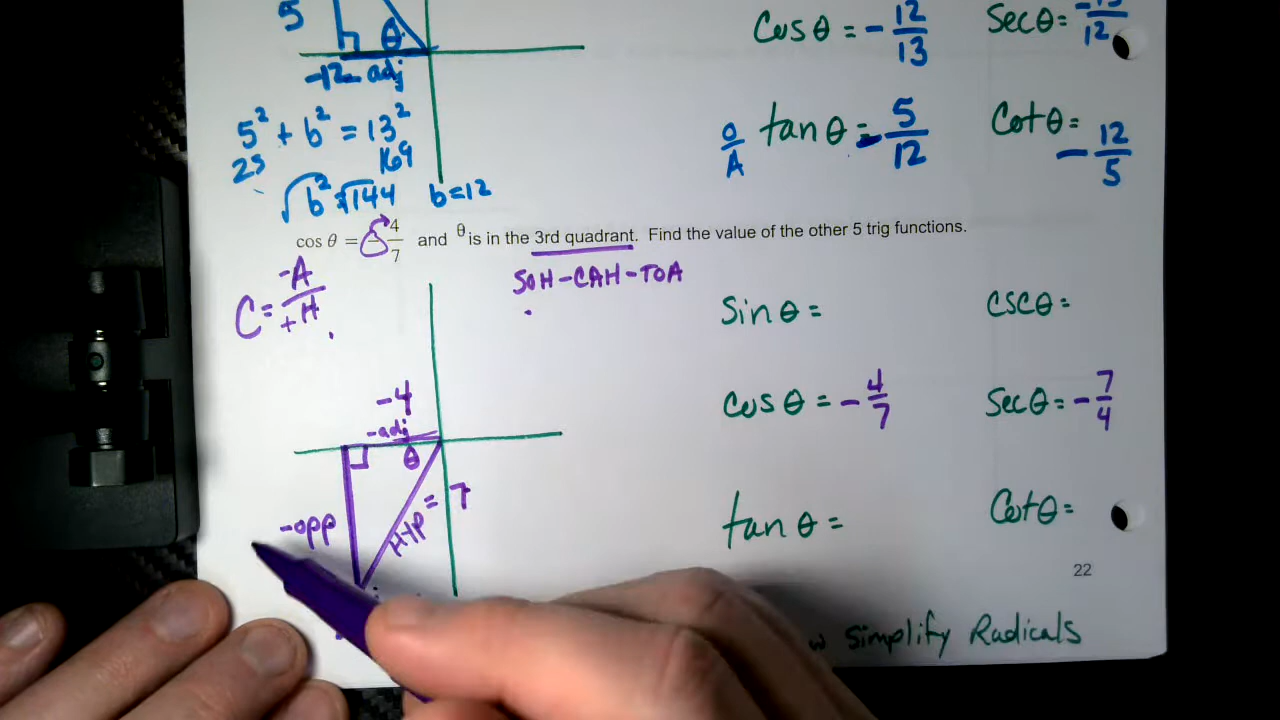 5
θ
-12 adj
5² + b² = 13²
25 169
√b² = √144 b=12
cos θ = - 12/13
Sec θ = -13/12
O/A tan θ = - 5/12
Cot θ = - 12/5
cos θ = - 4/7 and θ is in the 3rd quadrant. Find the value of the other 5 trig functions.
C = -A/+H
SOH-CAH-TOA
-4
-adj
θ
-opp
Hyp = 7
Sin θ =
csc θ =
Cos θ = - 4/7
Sec θ = - 7/4
tan θ =
Cot θ =
22
Simplify Radicals